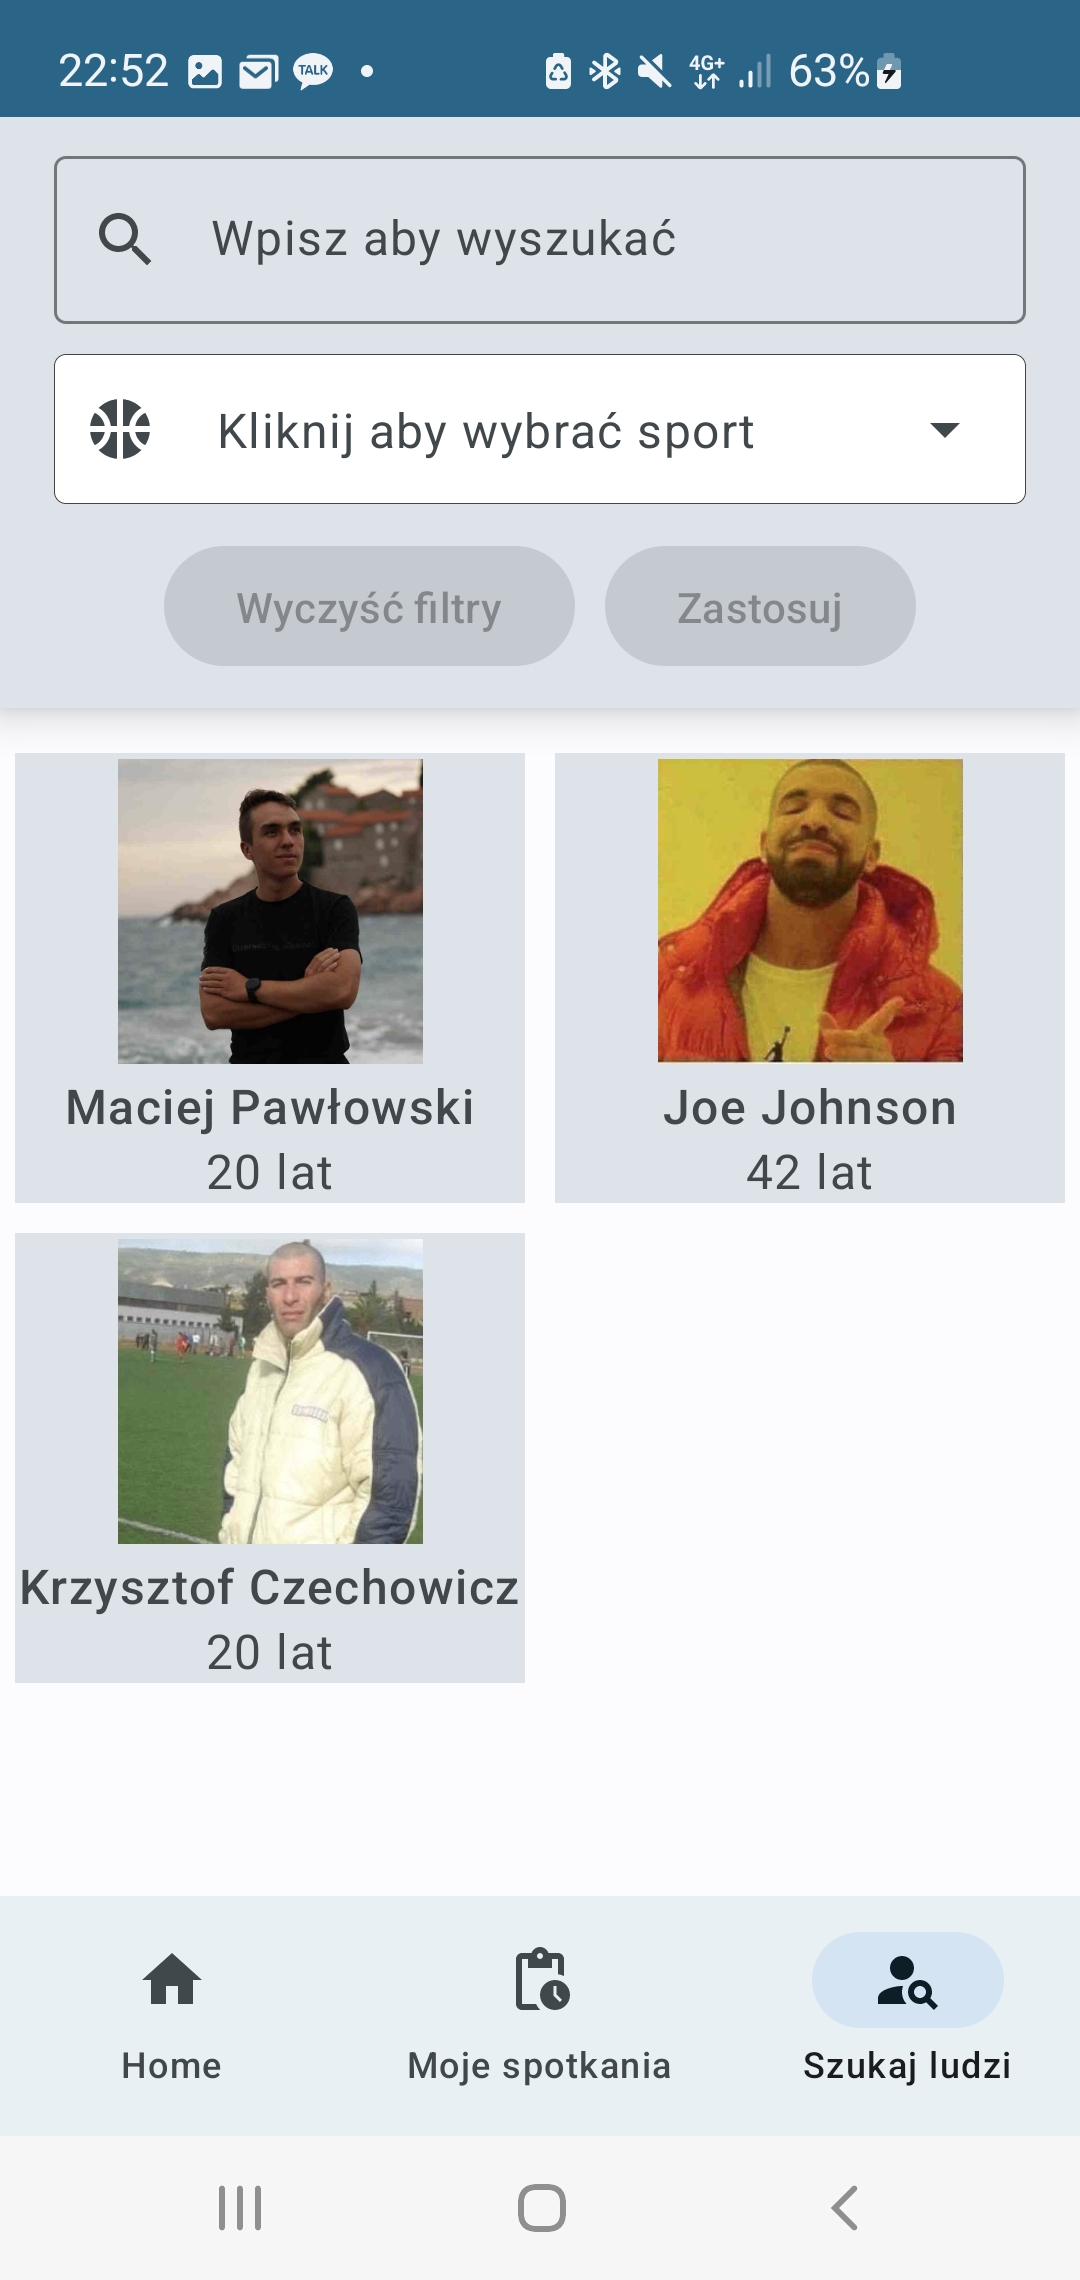 22:52 TALK 4G+ 63%
Wpisz aby wyszukać
Kliknij aby wybrać sport
Wyczyść filtry Zastosuj
Maciej Pawłowski
20 lat
Joe Johnson
42 lat
Krzysztof Czechowicz
20 lat
Home Moje spotkania Szukaj ludzi